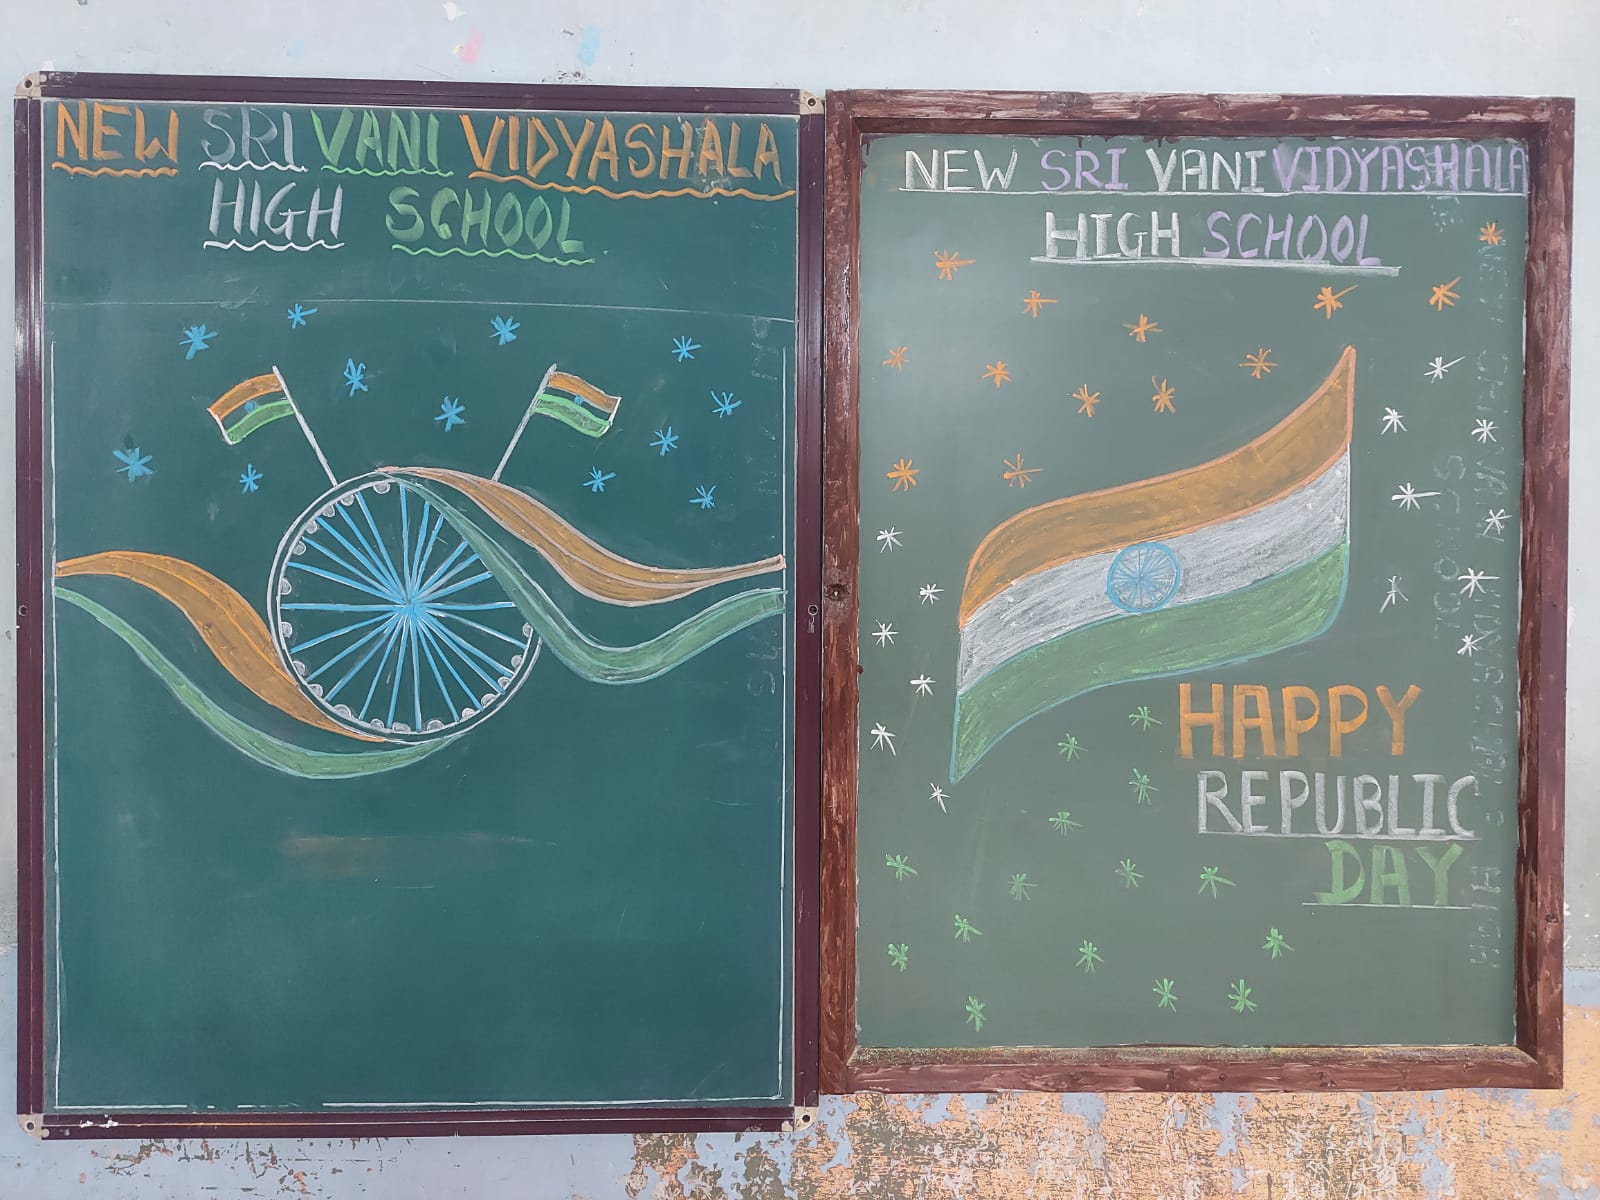 NEW SRI VANI VIDYASHALA
HIGH SCHOOL
NEW SRI VANI VIDYASHALA
HIGH SCHOOL
HAPPY
REPUBLIC
DAY